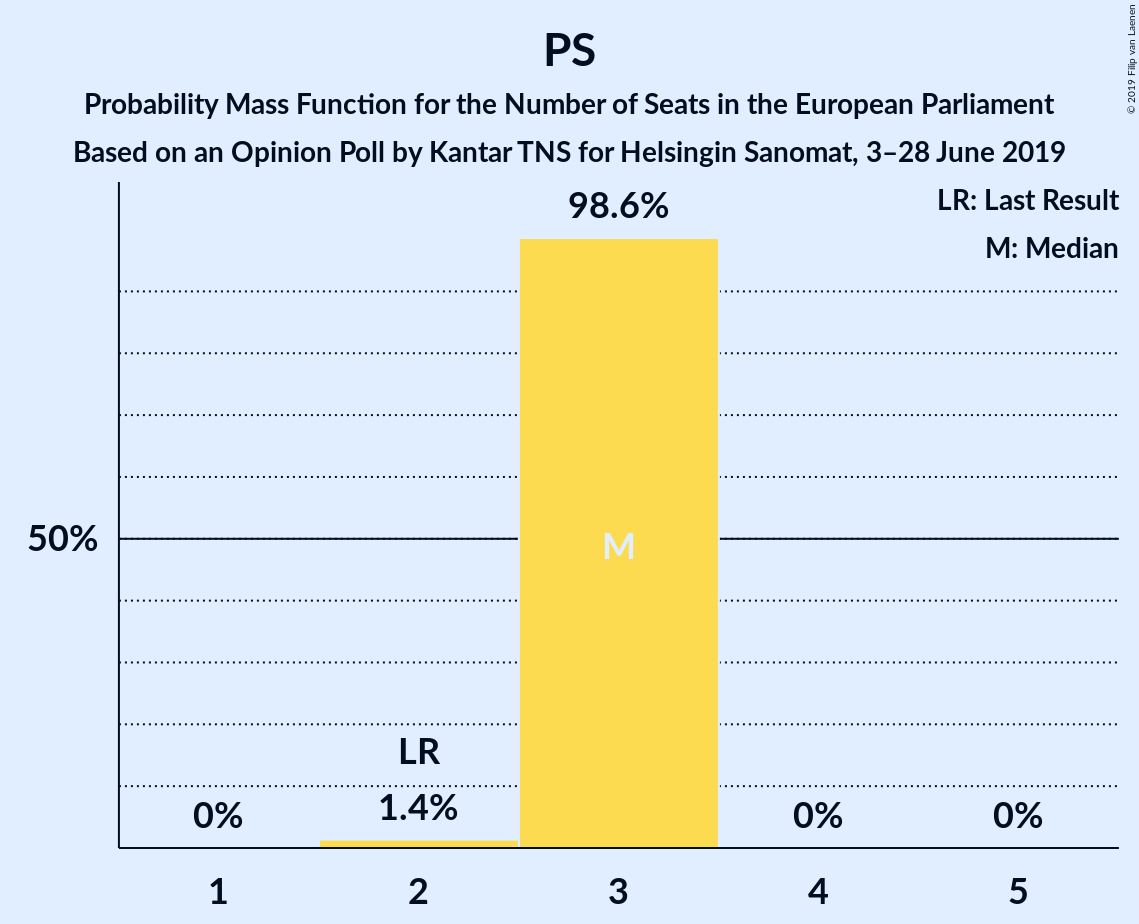 PS
Probability Mass Function for the Number of Seats in the European Parliament
Based on an Opinion Poll by Kantar TNS for Helsingin Sanomat, 3–28 June 2019
© 2019 Filip van Laenen
LR: Last Result
M: Median
98.6%
50%
M
LR
0%
1.4%
0%
0%
1
2
3
4
5